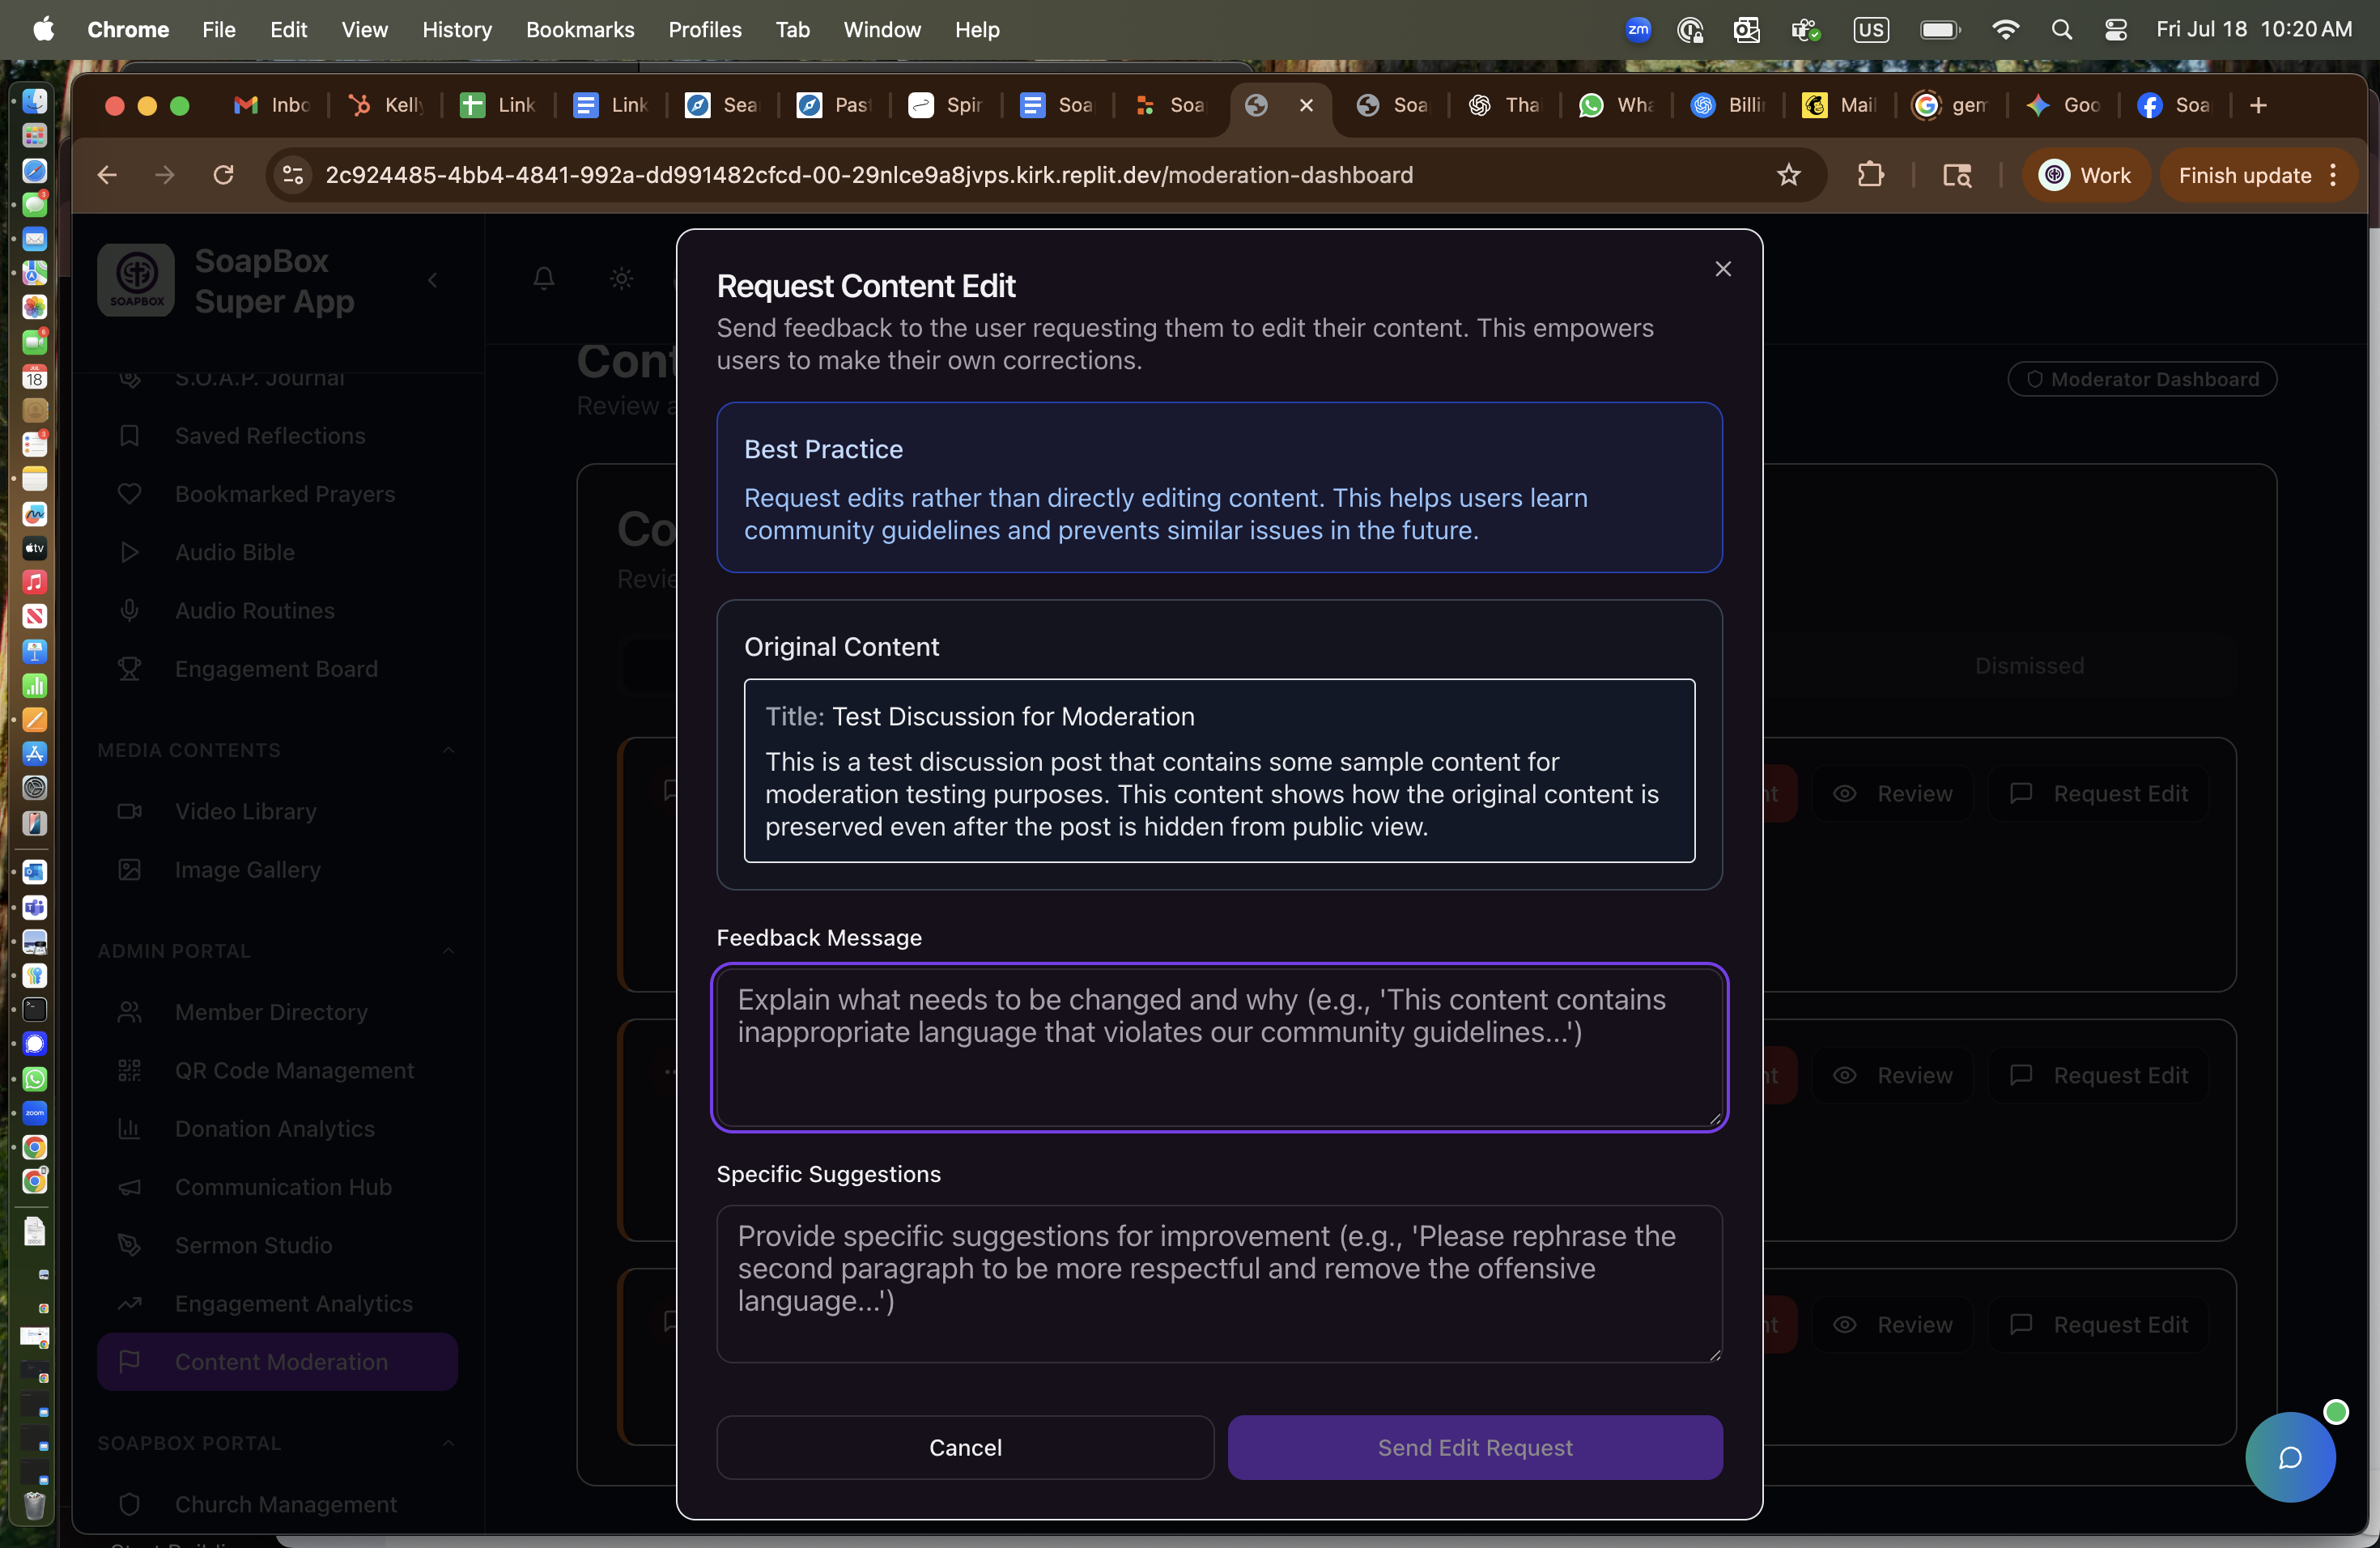 Chrome File Edit View History Bookmarks Profiles Tab Window Help
zm US Fri Jul 18 10:20 AM
Inbo Kelly Link Link Sea Past Spir Soa Soa Soa Tha Wha Billin Mail gem Goo Soa
2c924485-4bb4-4841-992a-dd991482cfcd-00-29nlce9a8jvps.kirk.replit.dev/moderation-dashboard
Work
Finish update
SOAPBOX
SoapBox
Super App
S.O.A.P. Journal
Saved Reflections
Bookmarked Prayers
Audio Bible
Audio Routines
Engagement Board
MEDIA CONTENTS
Video Library
Image Gallery
ADMIN PORTAL
Member Directory
QR Code Management
Donation Analytics
Communication Hub
Sermon Studio
Engagement Analytics
Content Moderation
SOAPBOX PORTAL
Church Management
Cont
Review a
Moderator Dashboard
Co
Revie
Dismissed
nt Review Request Edit
nt Review Request Edit
nt Review Request Edit
Request Content Edit
Send feedback to the user requesting them to edit their content. This empowers
users to make their own corrections.
Best Practice
Request edits rather than directly editing content. This helps users learn
community guidelines and prevents similar issues in the future.
Original Content
Title: Test Discussion for Moderation
This is a test discussion post that contains some sample content for
moderation testing purposes. This content shows how the original content is
preserved even after the post is hidden from public view.
Feedback Message
Explain what needs to be changed and why (e.g., 'This content contains
inappropriate language that violates our community guidelines...')
Specific Suggestions
Provide specific suggestions for improvement (e.g., 'Please rephrase the
second paragraph to be more respectful and remove the offensive
language...')
Cancel
Send Edit Request
JUL
18
tv
zoom